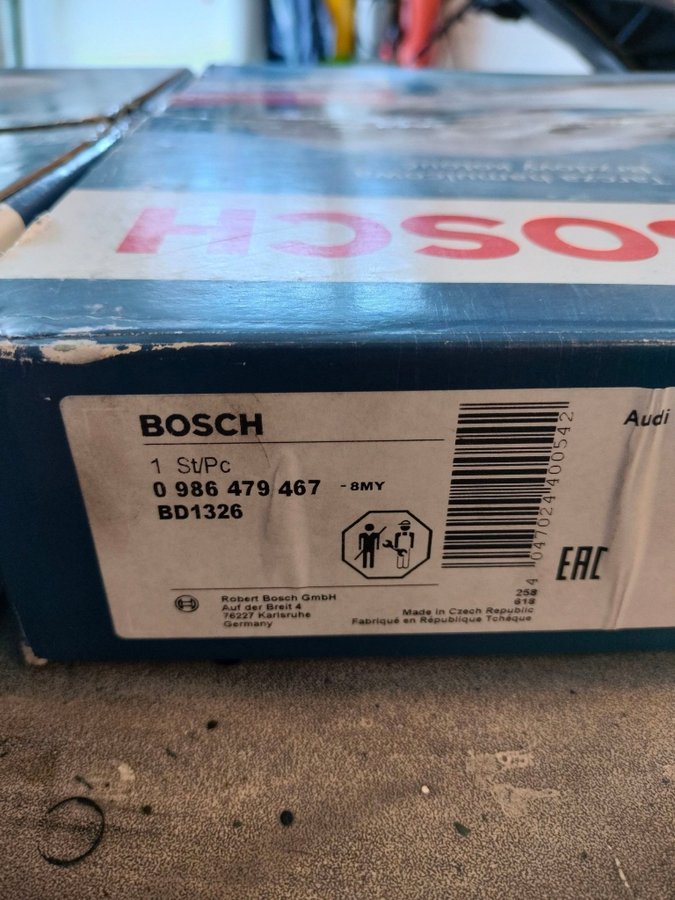 BOSCH
BOSCH
1 St/Pc
0 986 479 467 -8MY
BD1326
Robert Bosch GmbH
Auf der Breit 4
76227 Karlsruhe
Germany
258
618
Made in Czech Republic
Fabriqué en République Tchéque
4 047024 400542
EAC
Audi